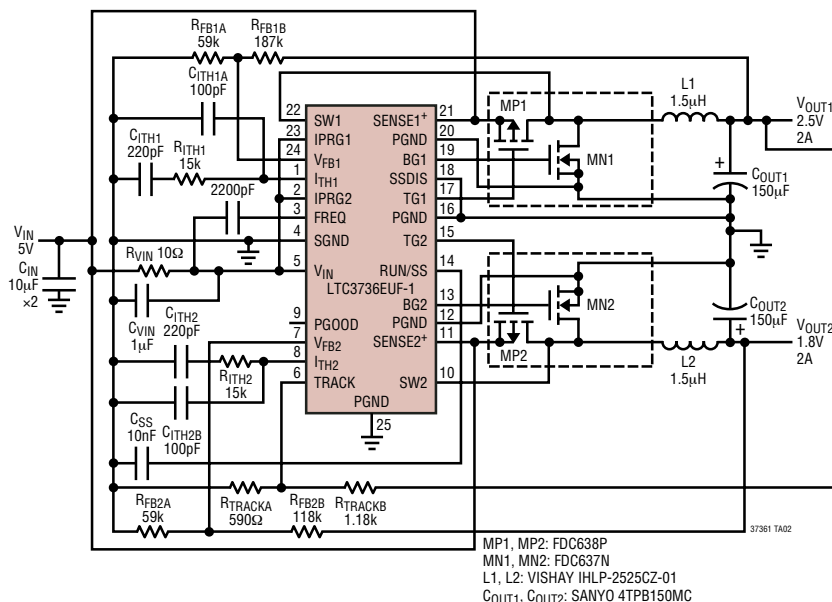 RFB1A
59k
RFB1B
187k
CITH1A
100pF
CITH1
220pF
RITH1
15k
2200pF
VIN
5V
CIN
10µF
×2
RVIN 10Ω
CVIN
1µF
CITH2
220pF
RITH2
15k
CITH2B
100pF
CSS
10nF
RFB2A
59k
RTRACKA
590Ω
RFB2B
118k
RTRACKB
1.18k
22 SW1
23 IPRG1
24 VFB1
1 ITH1
2 IPRG2
3 FREQ
4 SGND
5 VIN
9 PGOOD
7 VFB2
8 ITH2
6 TRACK
LTC3736EUF-1
SENSE1+ 21
PGND 20
BG1 19
SSDIS 18
TG1 17
PGND 16
TG2 15
RUN/SS 14
BG2 13
PGND 12
SENSE2+ 11
SW2 10
PGND
25
MP1
MN1
MN2
MP2
L1
1.5µH
VOUT1
2.5V
2A
+
COUT1
150µF
COUT2
150µF
+
VOUT2
1.8V
2A
L2
1.5µH
37361 TA02
MP1, MP2: FDC638P
MN1, MN2: FDC637N
L1, L2: VISHAY IHLP-2525CZ-01
COUT1, COUT2: SANYO 4TPB150MC